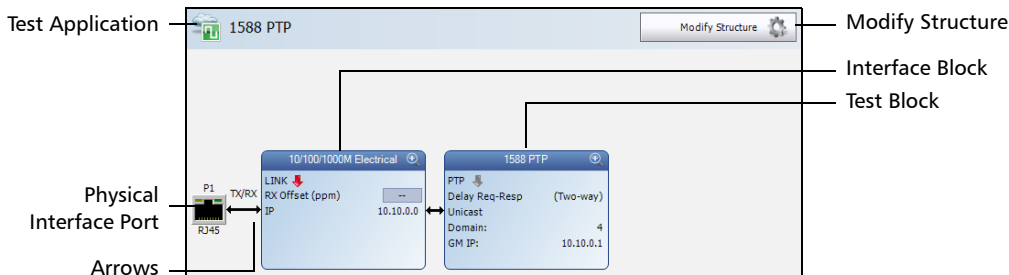 Test Application
1588 PTP
Modify Structure
Modify Structure
Interface Block
Test Block
10/100/1000M Electrical
1588 PTP
LINK
RX Offset (ppm) --
IP 10.10.0.0
PTP
Delay Req-Resp (Two-way)
Unicast
Domain: 4
GM IP: 10.10.0.1
P1
TX/RX
RJ45
Physical
Interface Port
Arrows